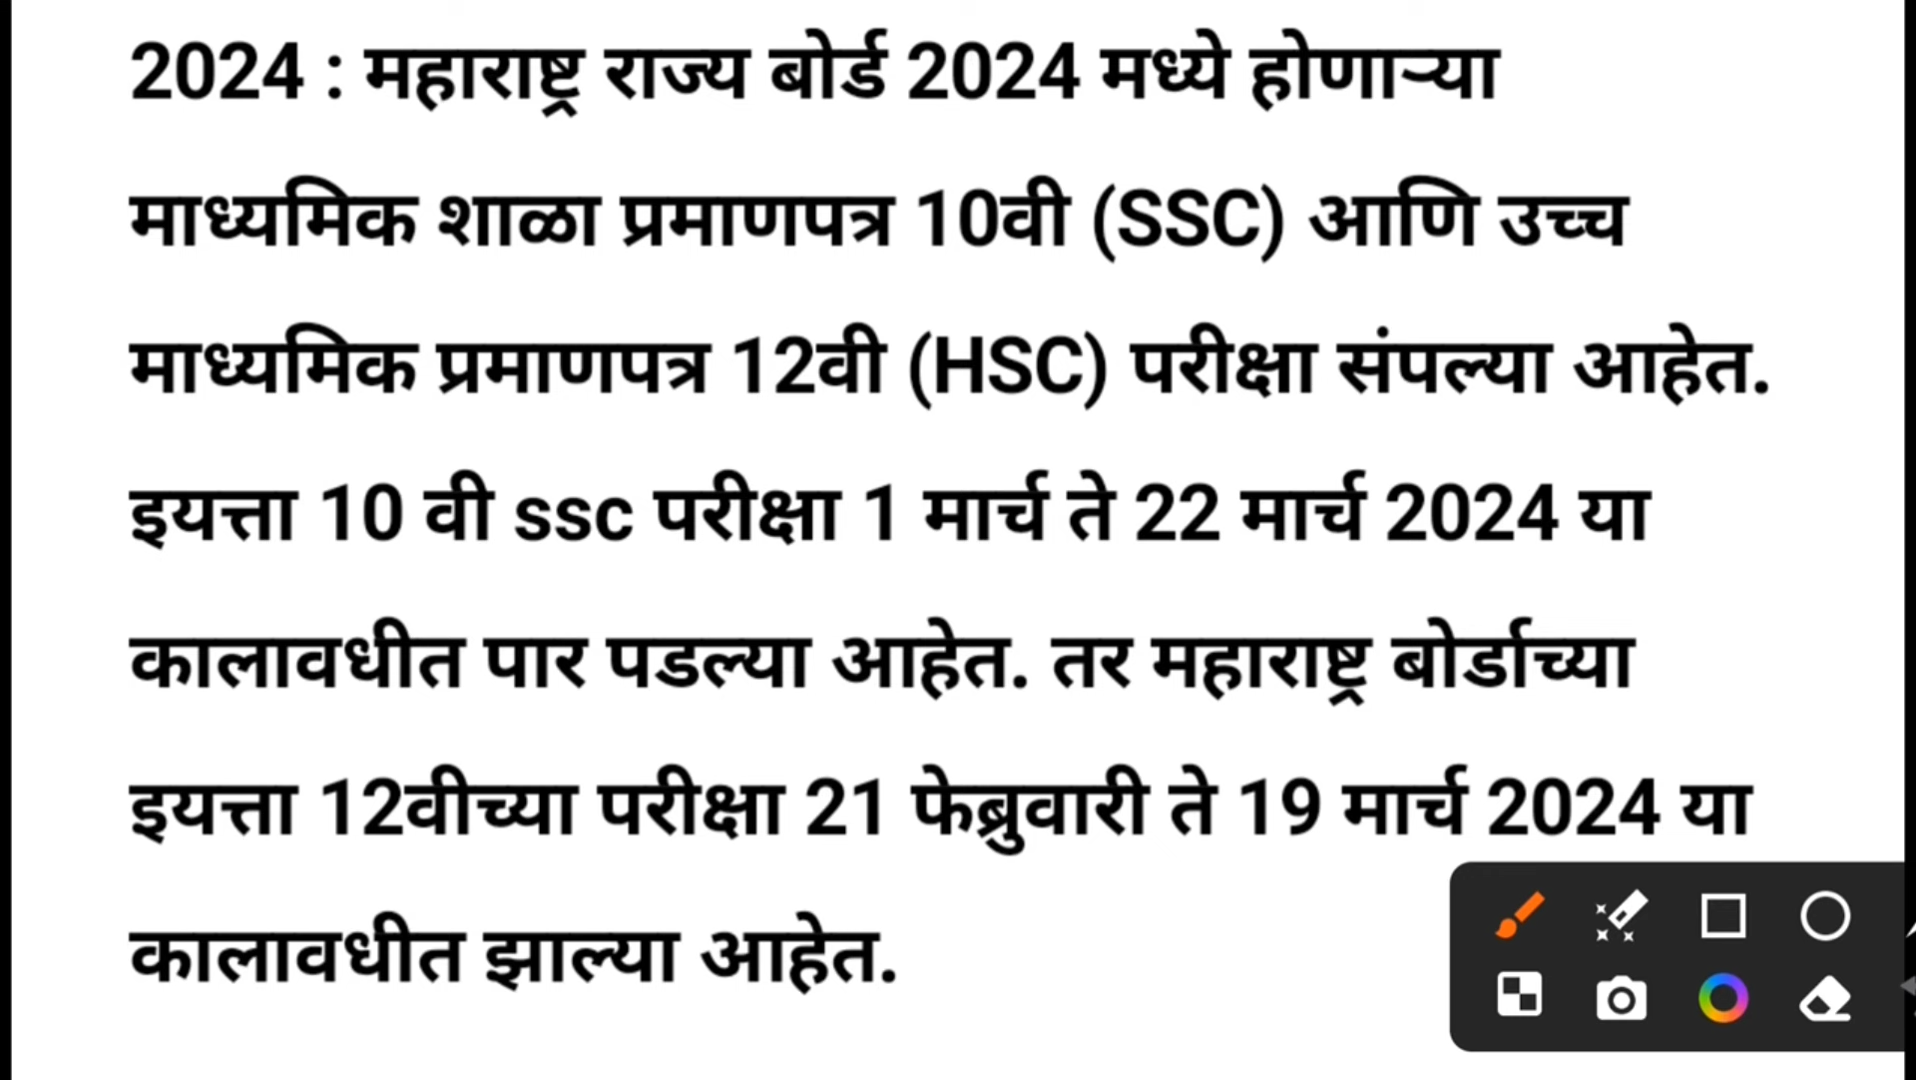 2024 : महाराष्ट्र राज्य बोर्ड 2024 मध्ये होणाऱ्या
माध्यमिक शाळा प्रमाणपत्र 10वी (SSC) आणि उच्च
माध्यमिक प्रमाणपत्र 12वी (HSC) परीक्षा संपल्या आहेत.
इयत्ता 10 वी ssc परीक्षा 1 मार्च ते 22 मार्च 2024 या
कालावधीत पार पडल्या आहेत. तर महाराष्ट्र बोर्डाच्या
इयत्ता 12वीच्या परीक्षा 21 फेब्रुवारी ते 19 मार्च 2024 या
कालावधीत झाल्या आहेत.